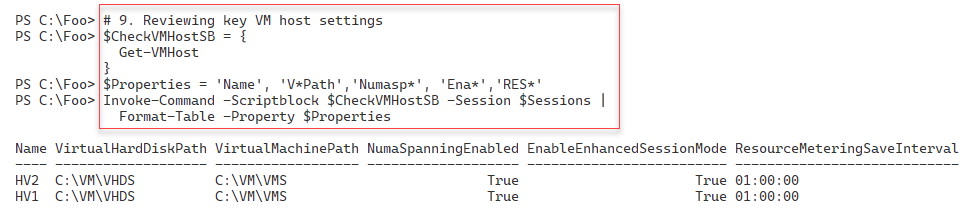 PS C:\Foo> # 9. Reviewing key VM host settings
PS C:\Foo> $CheckVMHostSB = {
Get-VMHost
}
PS C:\Foo> $Properties = 'Name', 'V*Path','Numasp*', 'Ena*','RES*'
PS C:\Foo> Invoke-Command -Scriptblock $CheckVMHostSB -Session $Sessions |
Format-Table -Property $Properties
Name VirtualHardDiskPath VirtualMachinePath NumaSpanningEnabled EnableEnhancedSessionMode ResourceMeteringSaveInterval
---- ------------------- ------------------ ------------------- ------------------------- ----------------------------
HV2 C:\VM\VHDS C:\VM\VMS True True 01:00:00
HV1 C:\VM\VHDS C:\VM\VMS True True 01:00:00